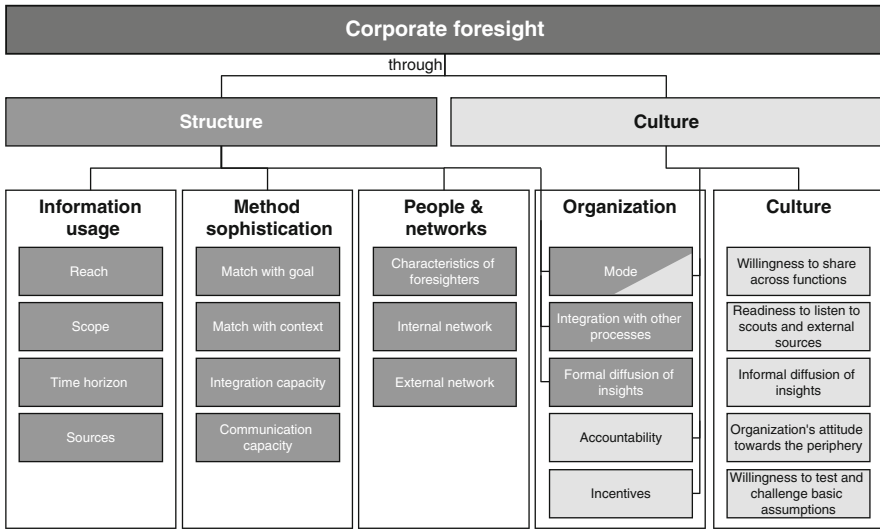 Corporate foresight
through
Structure
Culture
Information
usage
Reach
Scope
Time horizon
Sources
Method
sophistication
Match with goal
Match with context
Integration capacity
Communication
capacity
People &
networks
Characteristics of
foresighters
Internal network
External network
Organization
Mode
Integration with other
processes
Formal diffusion of
insights
Accountability
Incentives
Culture
Willingness to share
across functions
Readiness to listen to
scouts and external
sources
Informal diffusion of
insights
Organization's attitude
towards the periphery
Willingness to test and
challenge basic
assumptions